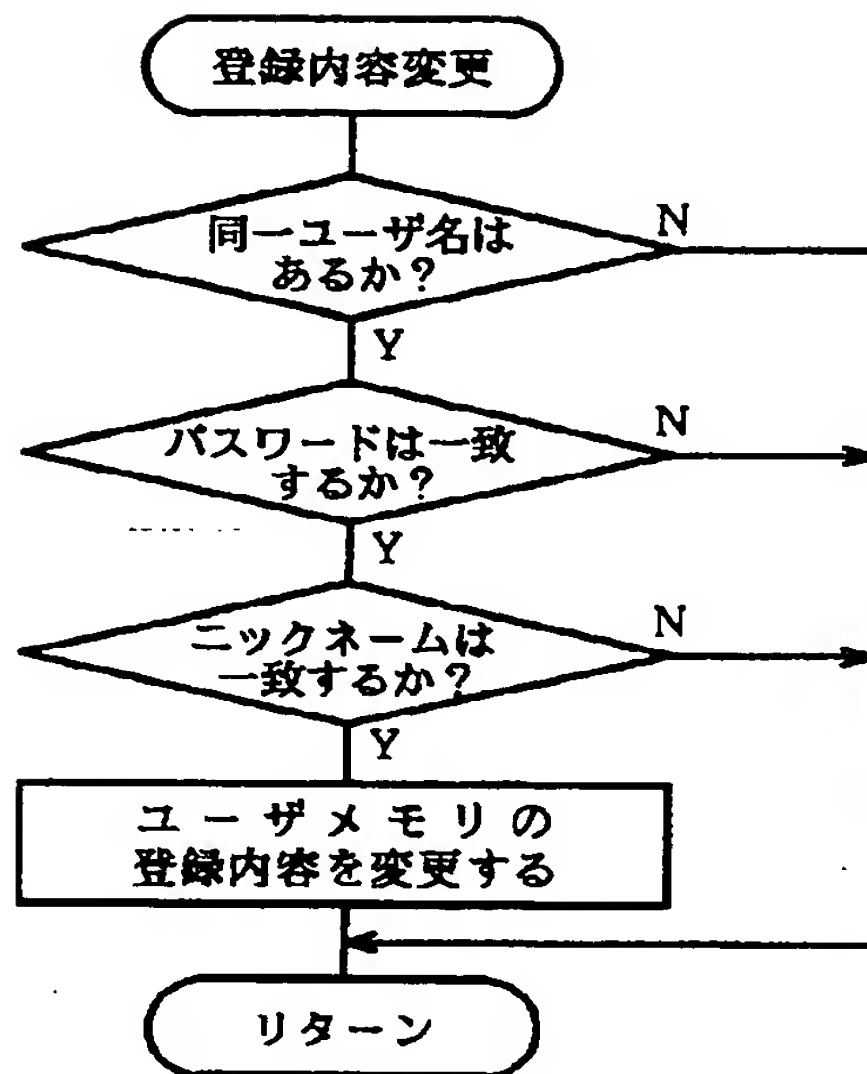 登録内容変更
同一ユーザ名は
あるか?
N
Y
パスワードは一致
するか?
N
Y
ニックネームは
一致するか?
N
Y
ユーザメモリの
登録内容を変更する
リターン